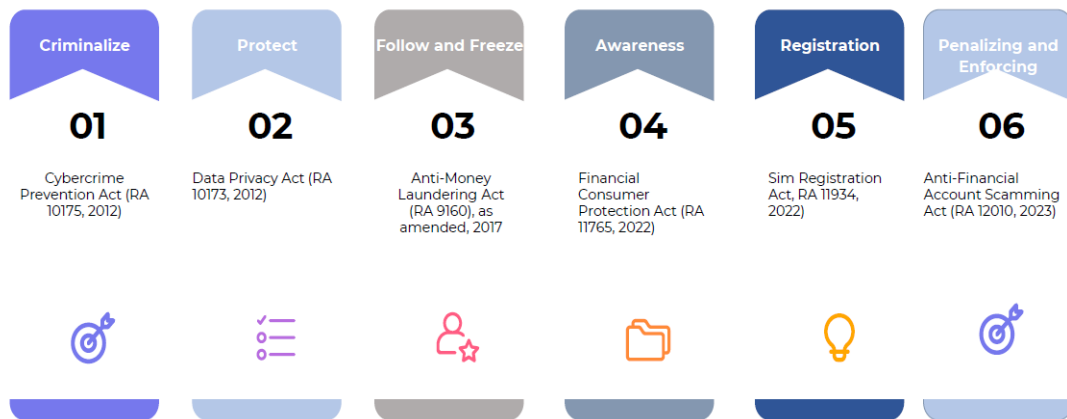 Criminalize
01
Cybercrime
Prevention Act (RA
10175, 2012)
Protect
02
Data Privacy Act (RA
10173, 2012)
Follow and Freeze
03
Anti-Money
Laundering Act
(RA 9160), as
amended, 2017
Awareness
04
Financial
Consumer
Protection Act (RA
11765, 2022)
Registration
05
Sim Registration
Act, RA 11934,
2022)
Penalizing and
Enforcing
06
Anti-Financial
Account Scamming
Act (RA 12010, 2023)